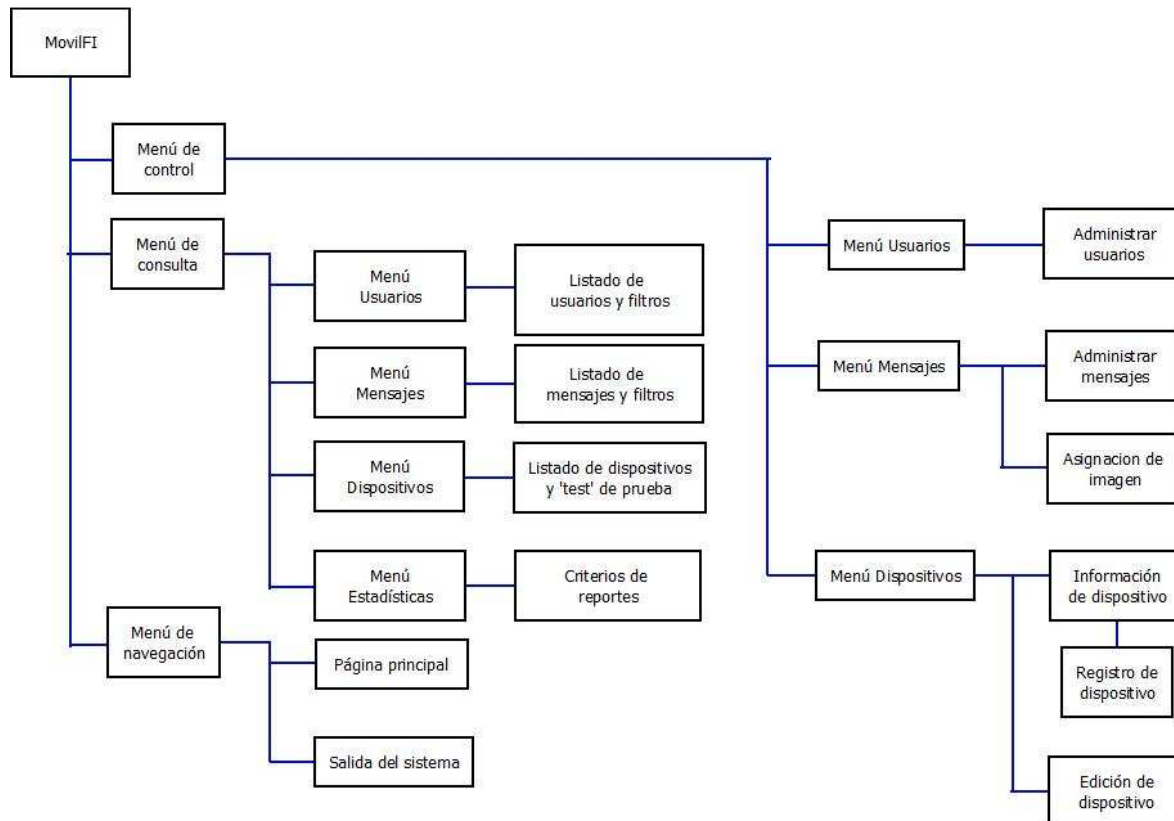 MovilFI
Menú de
control
Menú de
consulta
Menú
Usuarios
Listado de
usuarios y filtros
Menú
Mensajes
Listado de
mensajes y filtros
Menú
Dispositivos
Listado de dispositivos
y 'test' de prueba
Menú
Estadísticas
Criterios de
reportes
Menú de
navegación
Página principal
Salida del sistema
Menú Usuarios
Administrar
usuarios
Menú Mensajes
Administrar
mensajes
Asignacion de
imagen
Menú Dispositivos
Información
de dispositivo
Registro de
dispositivo
Edición de
dispositivo